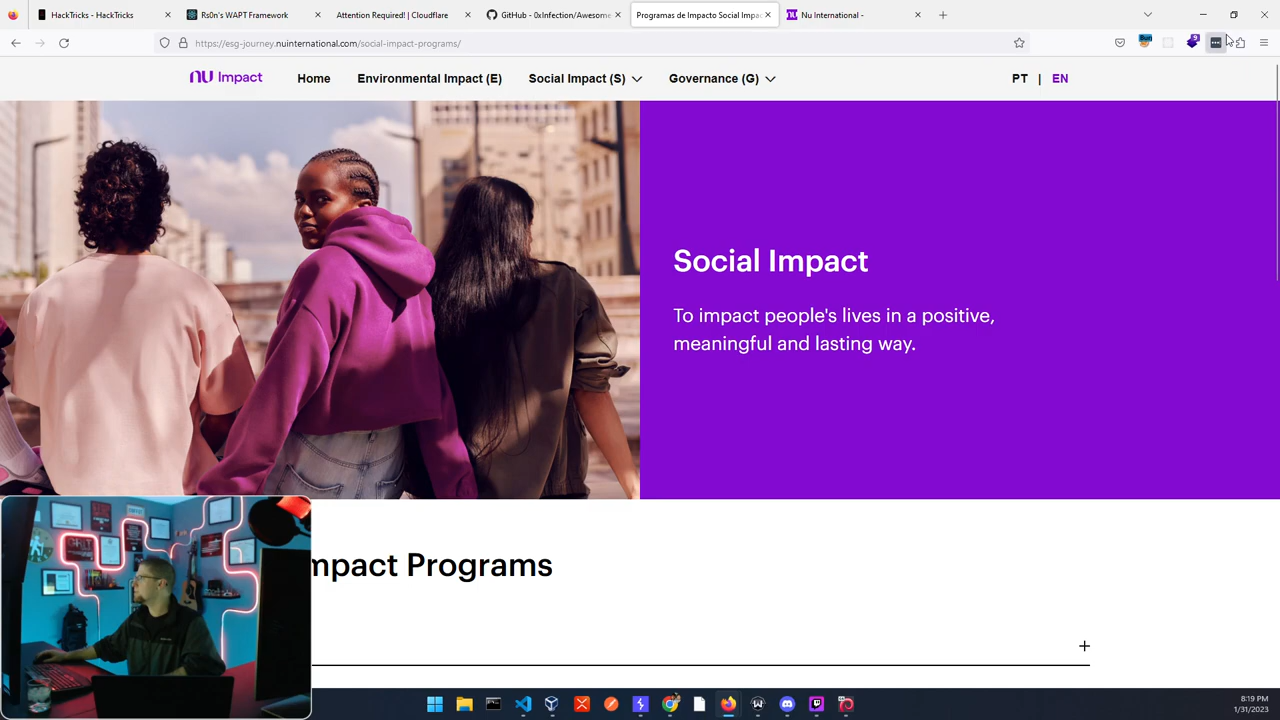 HackTricks - HackTricks
Rs0n's WAPT Framework
Attention Required! | Cloudflare
GitHub - 0xInfection/Awesome
Programas de Impacto Social Impa
Nu International -
https://esg-journey.nuinternational.com/social-impact-programs/
9
nu Impact
Home
Environmental Impact (E)
Social Impact (S)
Governance (G)
PT | EN
Social Impact
To impact people's lives in a positive,
meaningful and lasting way.
mpact Programs
8:19 PM
1/31/2023